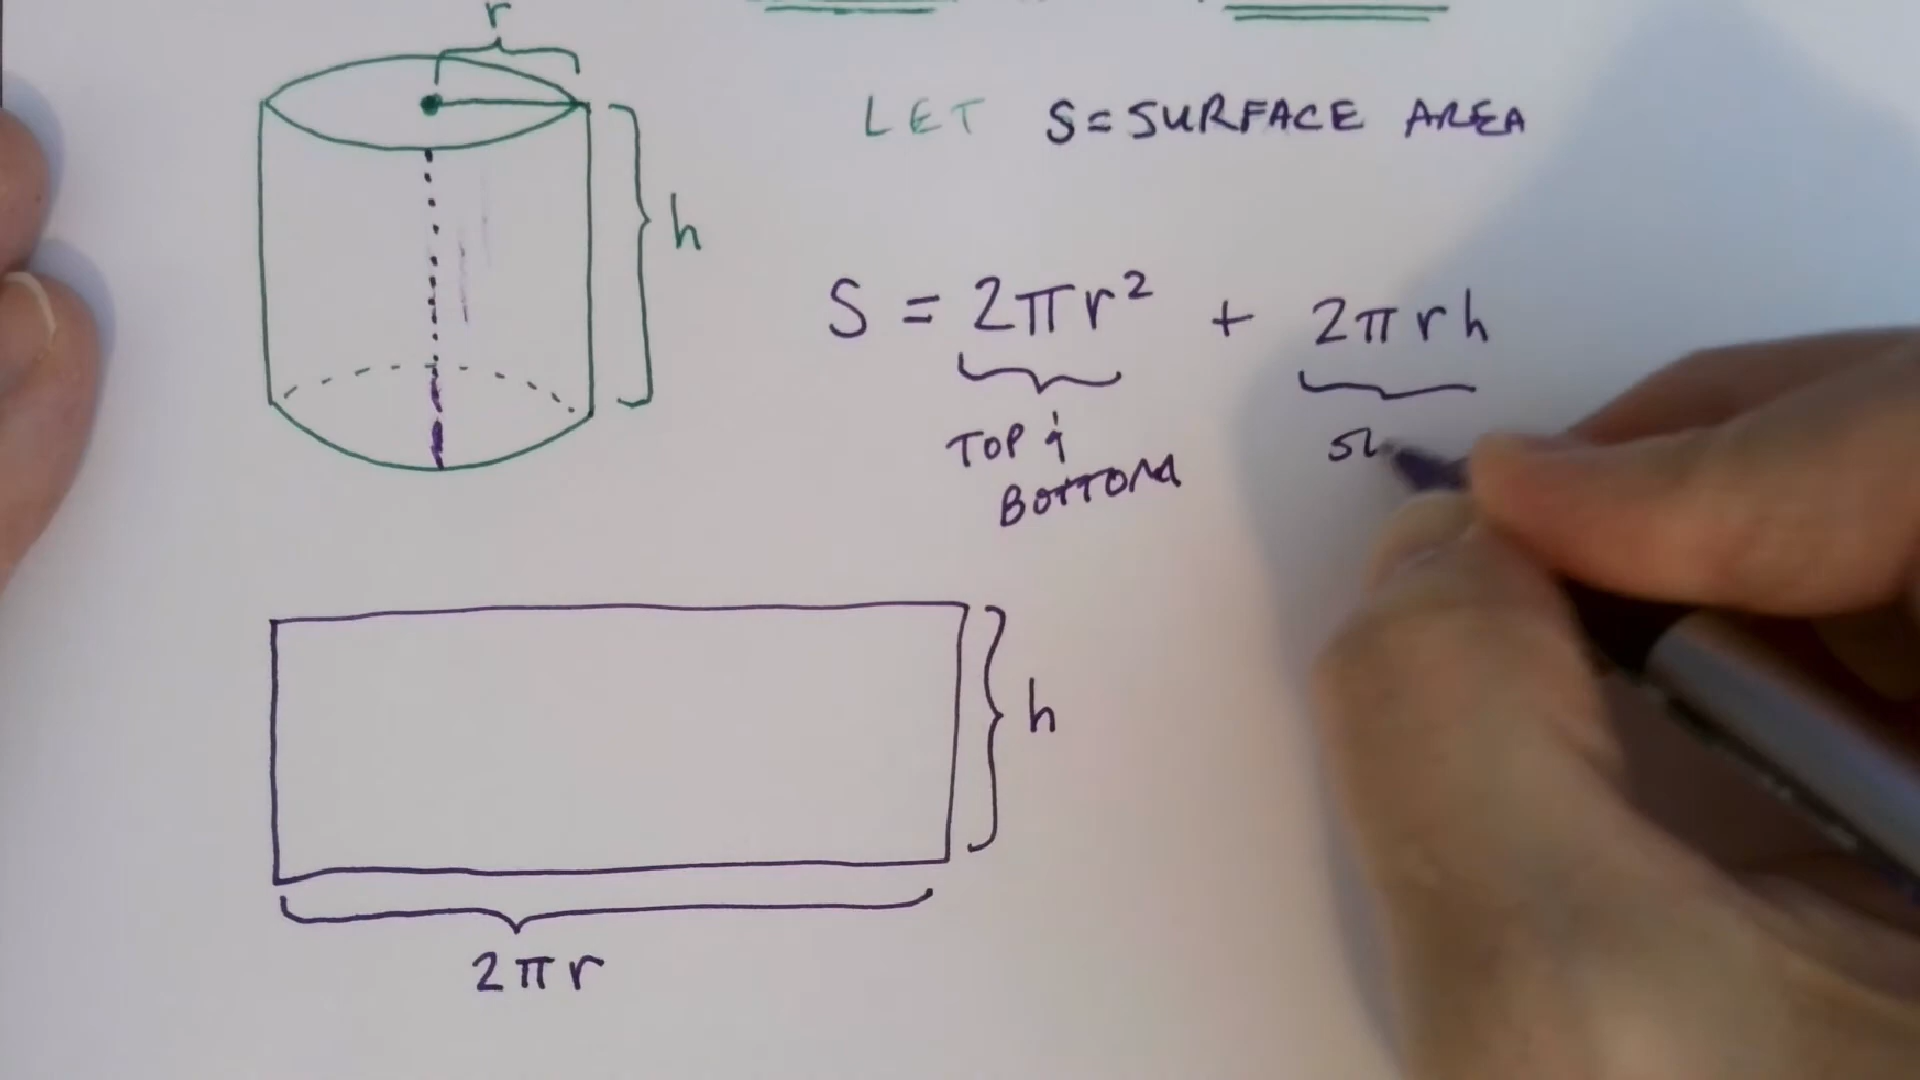 r
LET S = SURFACE AREA
h
S = 2πr² + 2πrh
TOP &
BOTTOM
h
2πr